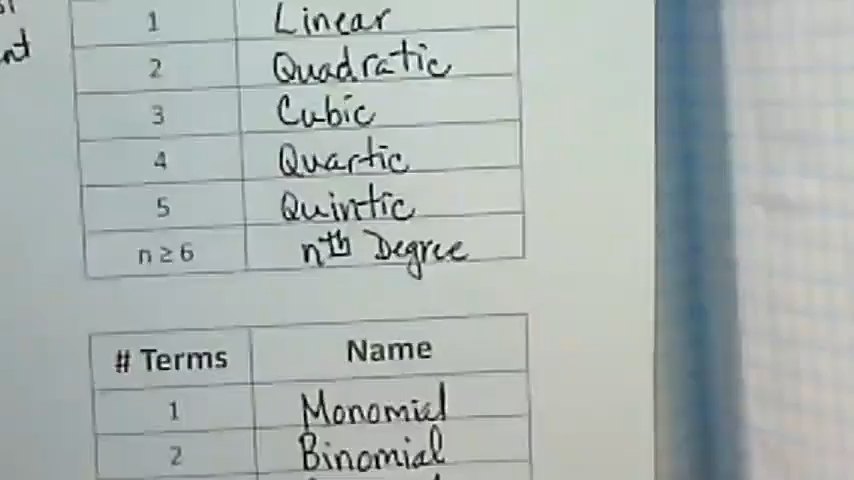 nt
1 Linear
2 Quadratic
3 Cubic
4 Quartic
5 Quintic
n ≥ 6 nth Degree
# Terms Name
1 Monomial
2 Binomial